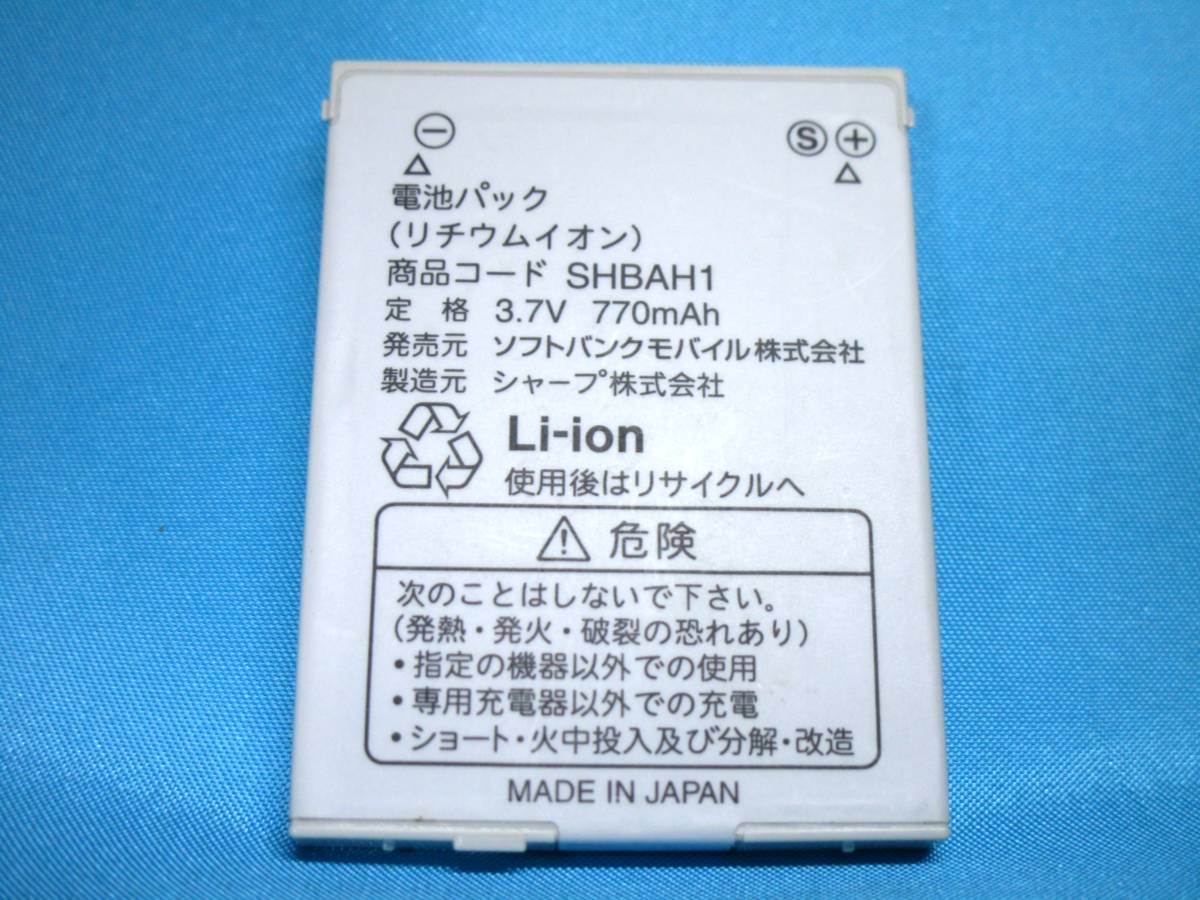 ⊖ Ⓢ ⊕
△ △
電池パック
（リチウムイオン）
商品コード SHBAH1
定　格 3.7V 770mAh
発売元 ソフトバンクモバイル株式会社
製造元 シャープ株式会社
Li-ion
使用後はリサイクルへ
⚠ 危険
次のことはしないで下さい。
（発熱・発火・破裂の恐れあり）
・指定の機器以外での使用
・専用充電器以外での充電
・ショート・火中投入及び分解・改造
MADE IN JAPAN